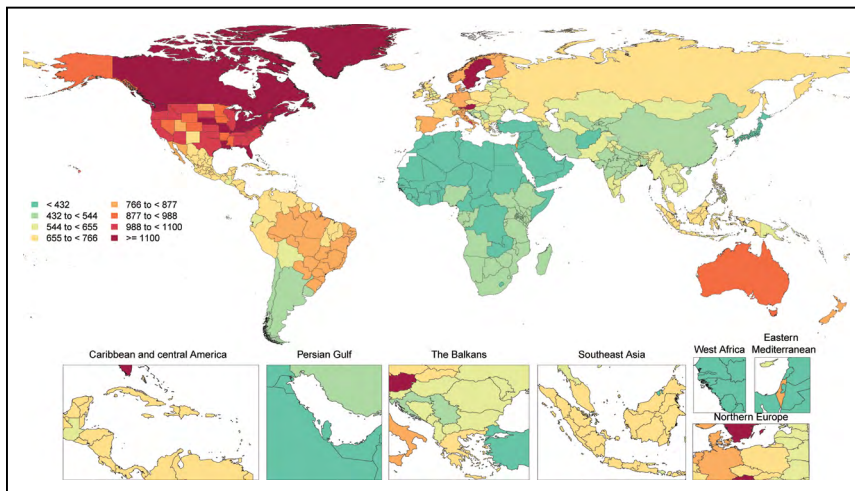 < 432
432 to < 544
544 to < 655
655 to < 766
766 to < 877
877 to < 988
988 to < 1100
>= 1100
Caribbean and central America
Persian Gulf
The Balkans
Southeast Asia
West Africa
Eastern
Mediterranean
Northern Europe